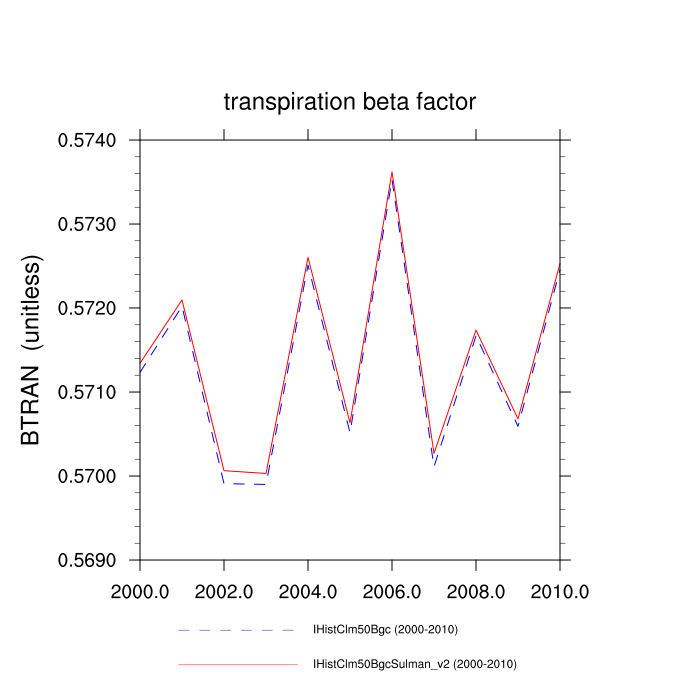 transpiration beta factor
0.5740
0.5730
0.5720
0.5710
0.5700
0.5690
BTRAN (unitless)
2000.0 2002.0 2004.0 2006.0 2008.0 2010.0
IHistClm50Bgc (2000-2010)
IHistClm50BgcSulman_v2 (2000-2010)